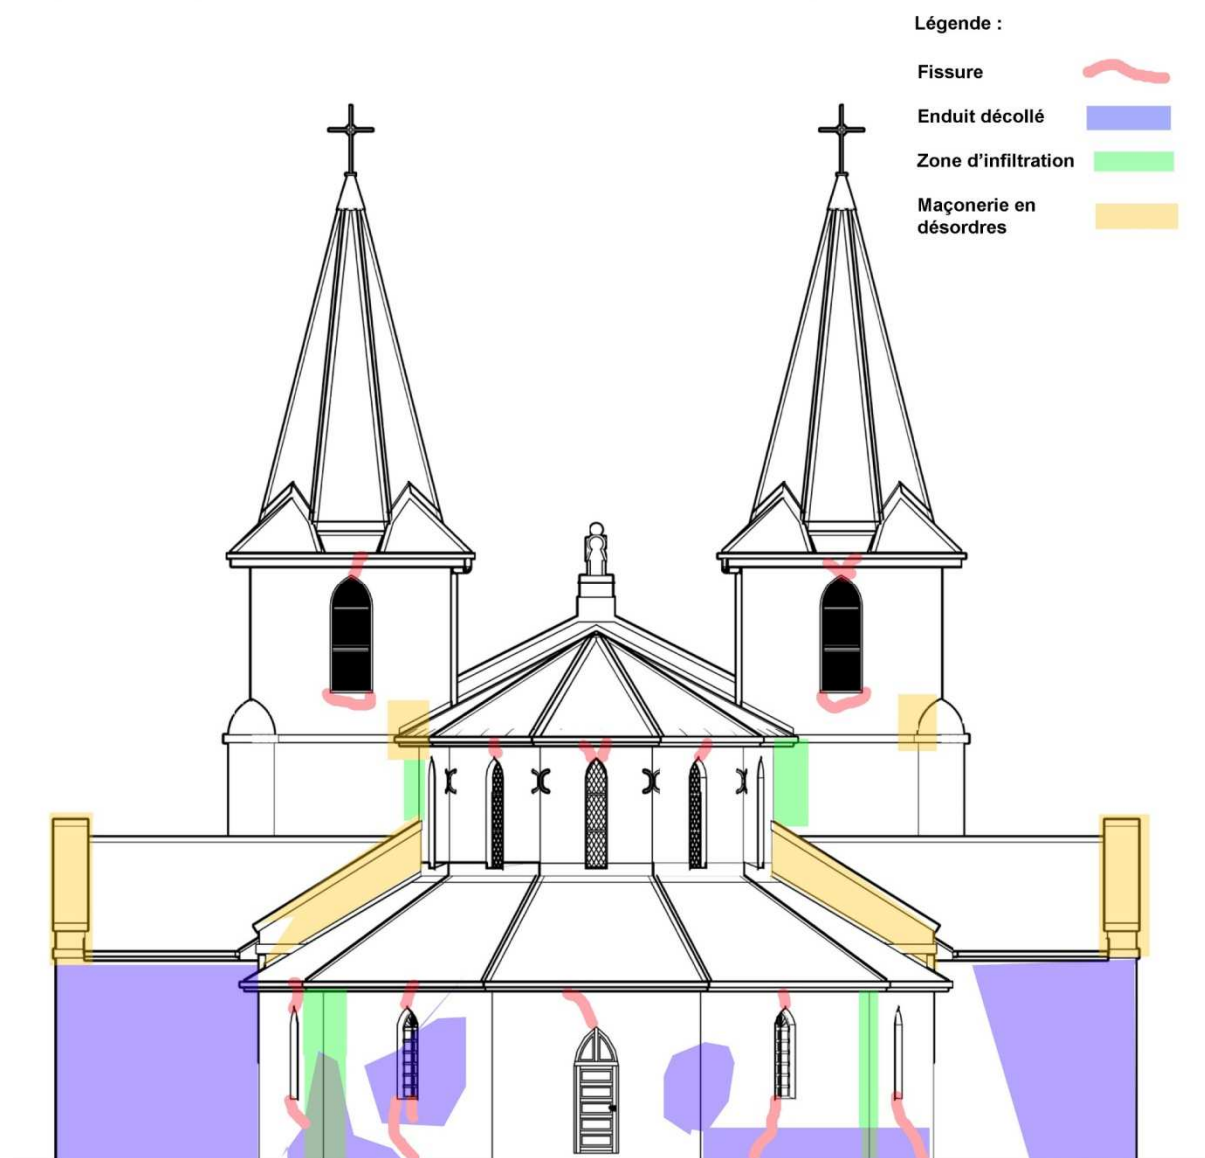 Légende :
Fissure
Enduit décollé
Zone d’infiltration
Maçonerie en
désordres